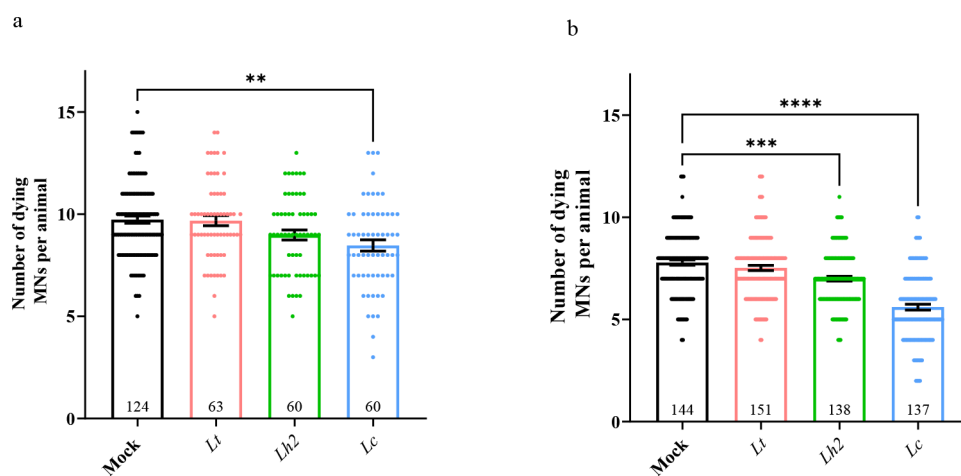 a
**
Number of dying
MNs per animal
15
10
5
0
124
63
60
60
Mock
Lt
Lh2
Lc
b
****
***
Number of dying
MNs per animal
15
10
5
0
144
151
138
137
Mock
Lt
Lh2
Lc